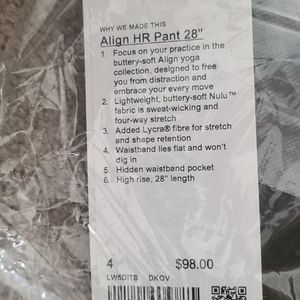 WHY WE MADE THIS
Align HR Pant 28"
1. Focus on your practice in the
buttery-soft Align yoga
collection, designed to free
you from distraction and
embrace your every move
2. Lightweight, buttery-soft Nulu™
fabric is sweat-wicking and
four-way stretch
3. Added Lycra® fibre for stretch
and shape retention
4. Waistband lies flat and won't
dig in
5. Hidden waistband pocket
6. High rise, 28" length
4 $98.00
LW5DITS DKOV